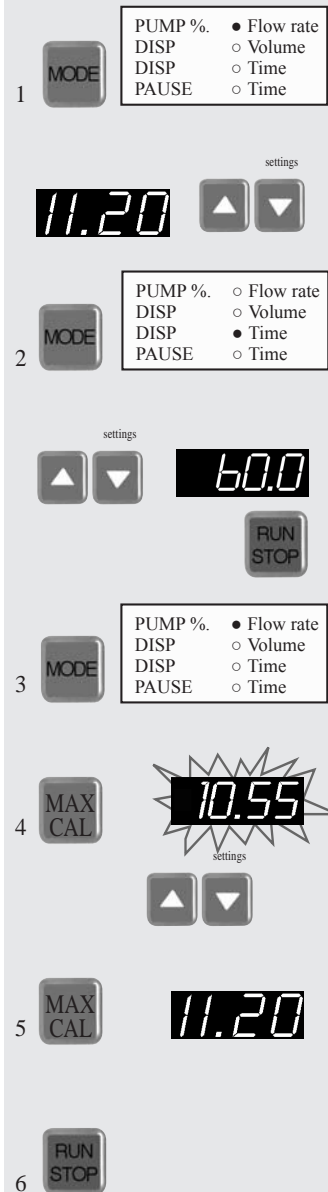 PUMP %. ● Flow rate
DISP ○ Volume
DISP ○ Time
PAUSE ○ Time
1 MODE
settings
11.20
PUMP %. ○ Flow rate
DISP ○ Volume
DISP ● Time
PAUSE ○ Time
2 MODE
settings
60.0
RUN
STOP
PUMP %. ● Flow rate
DISP ○ Volume
DISP ○ Time
PAUSE ○ Time
3 MODE
4 MAX
CAL
10.55
settings
5 MAX
CAL
11.20
6 RUN
STOP